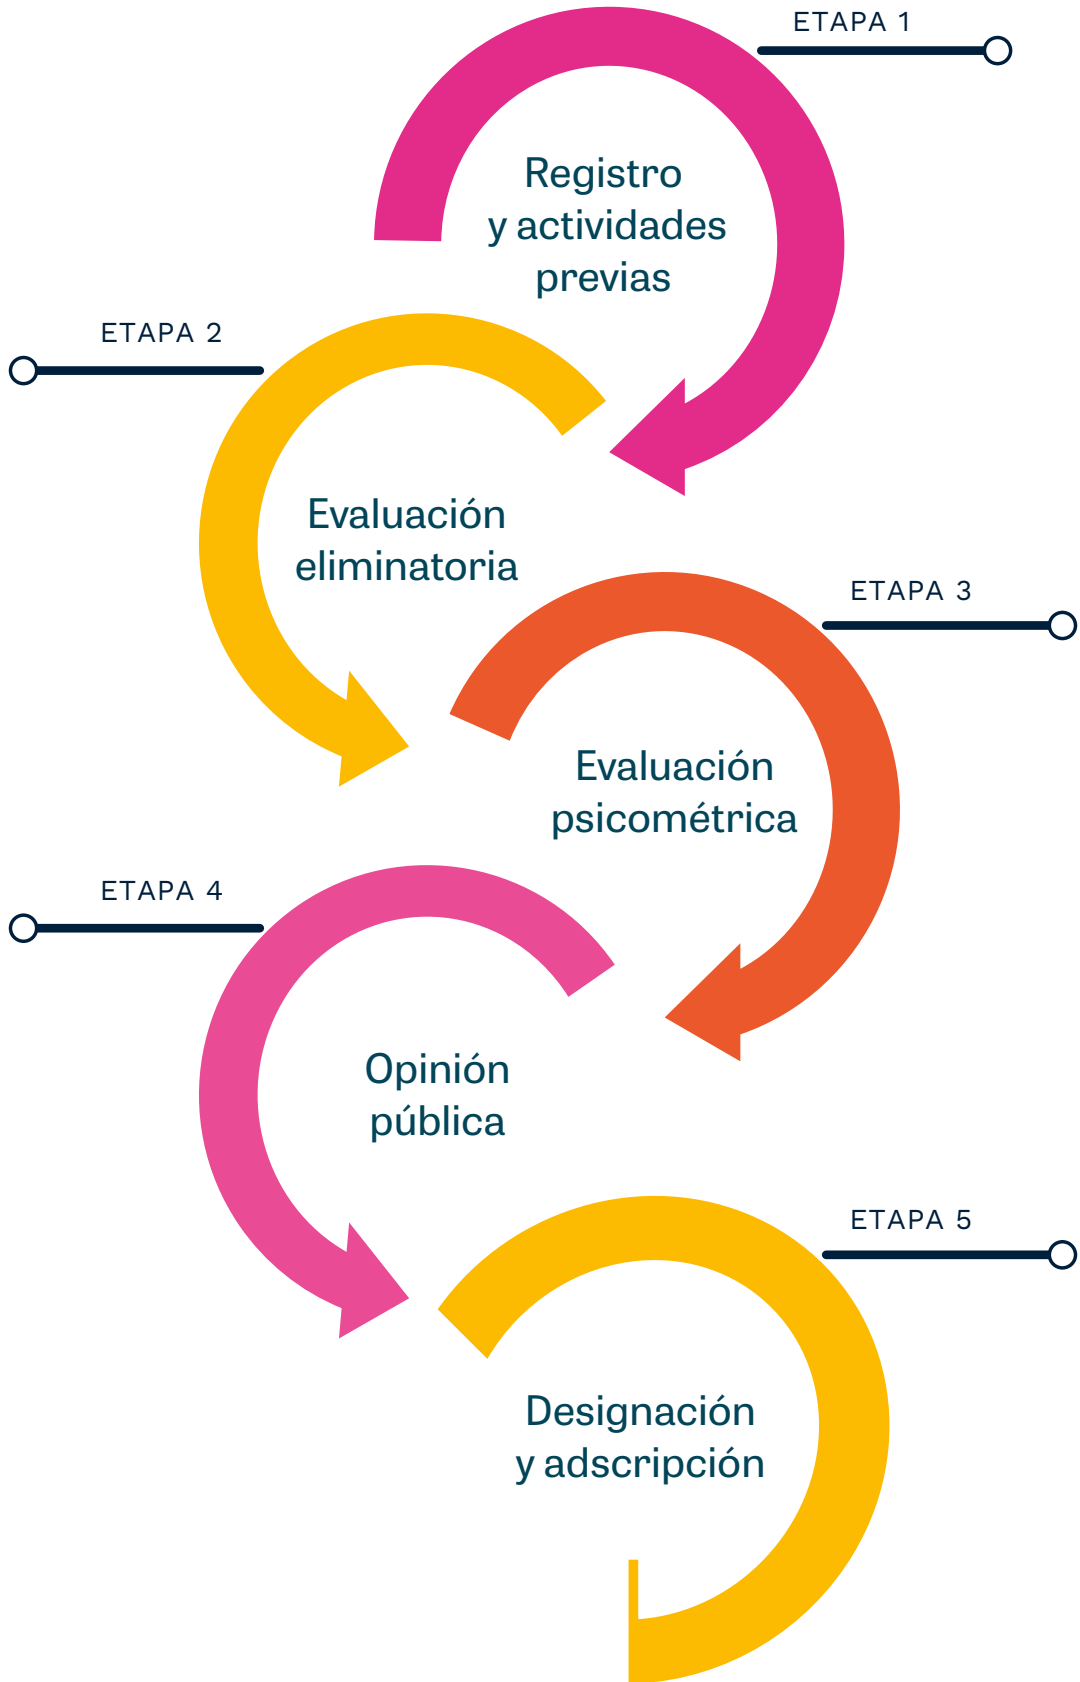 ETAPA 1
Registro
y actividades
previas
ETAPA 2
Evaluación
eliminatoria
ETAPA 3
Evaluación
psicométrica
ETAPA 4
Opinión
pública
ETAPA 5
Designación
y adscripción